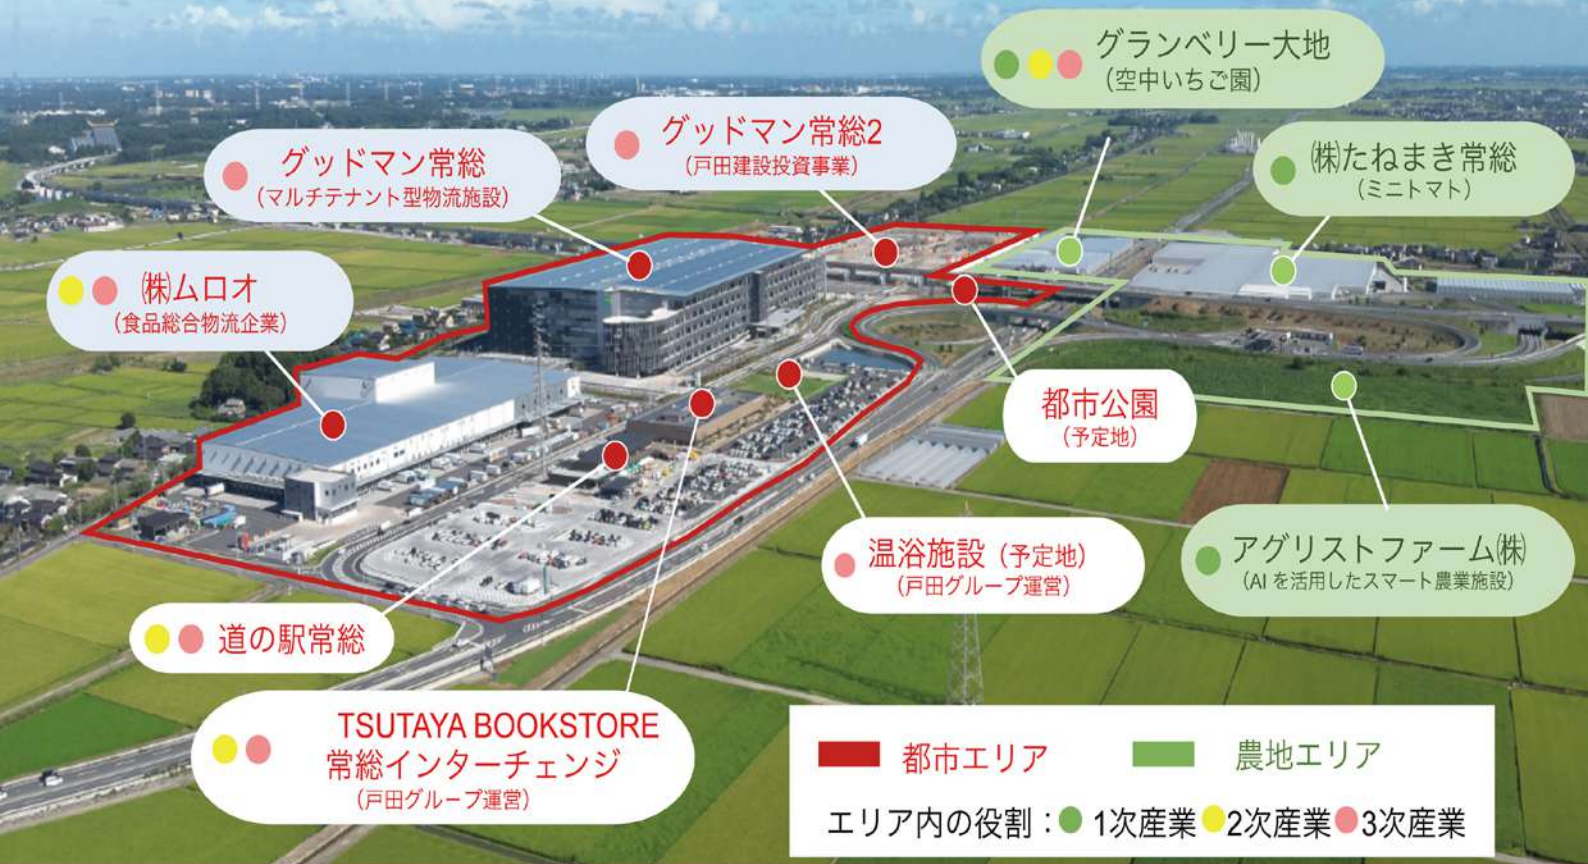 グランベリー大地
(空中いちご園)
グッドマン常総2
(戸田建設投資事業)
グッドマン常総
(マルチテナント型物流施設)
㈱たねまき常総
(ミニトマト)
㈱ムロオ
(食品総合物流企業)
都市公園
(予定地)
温浴施設(予定地)
(戸田グループ運営)
アグリストファーム㈱
(AIを活用したスマート農業施設)
道の駅常総
TSUTAYA BOOKSTORE
常総インターチェンジ
(戸田グループ運営)
都市エリア
農地エリア
エリア内の役割：1次産業 2次産業 3次産業